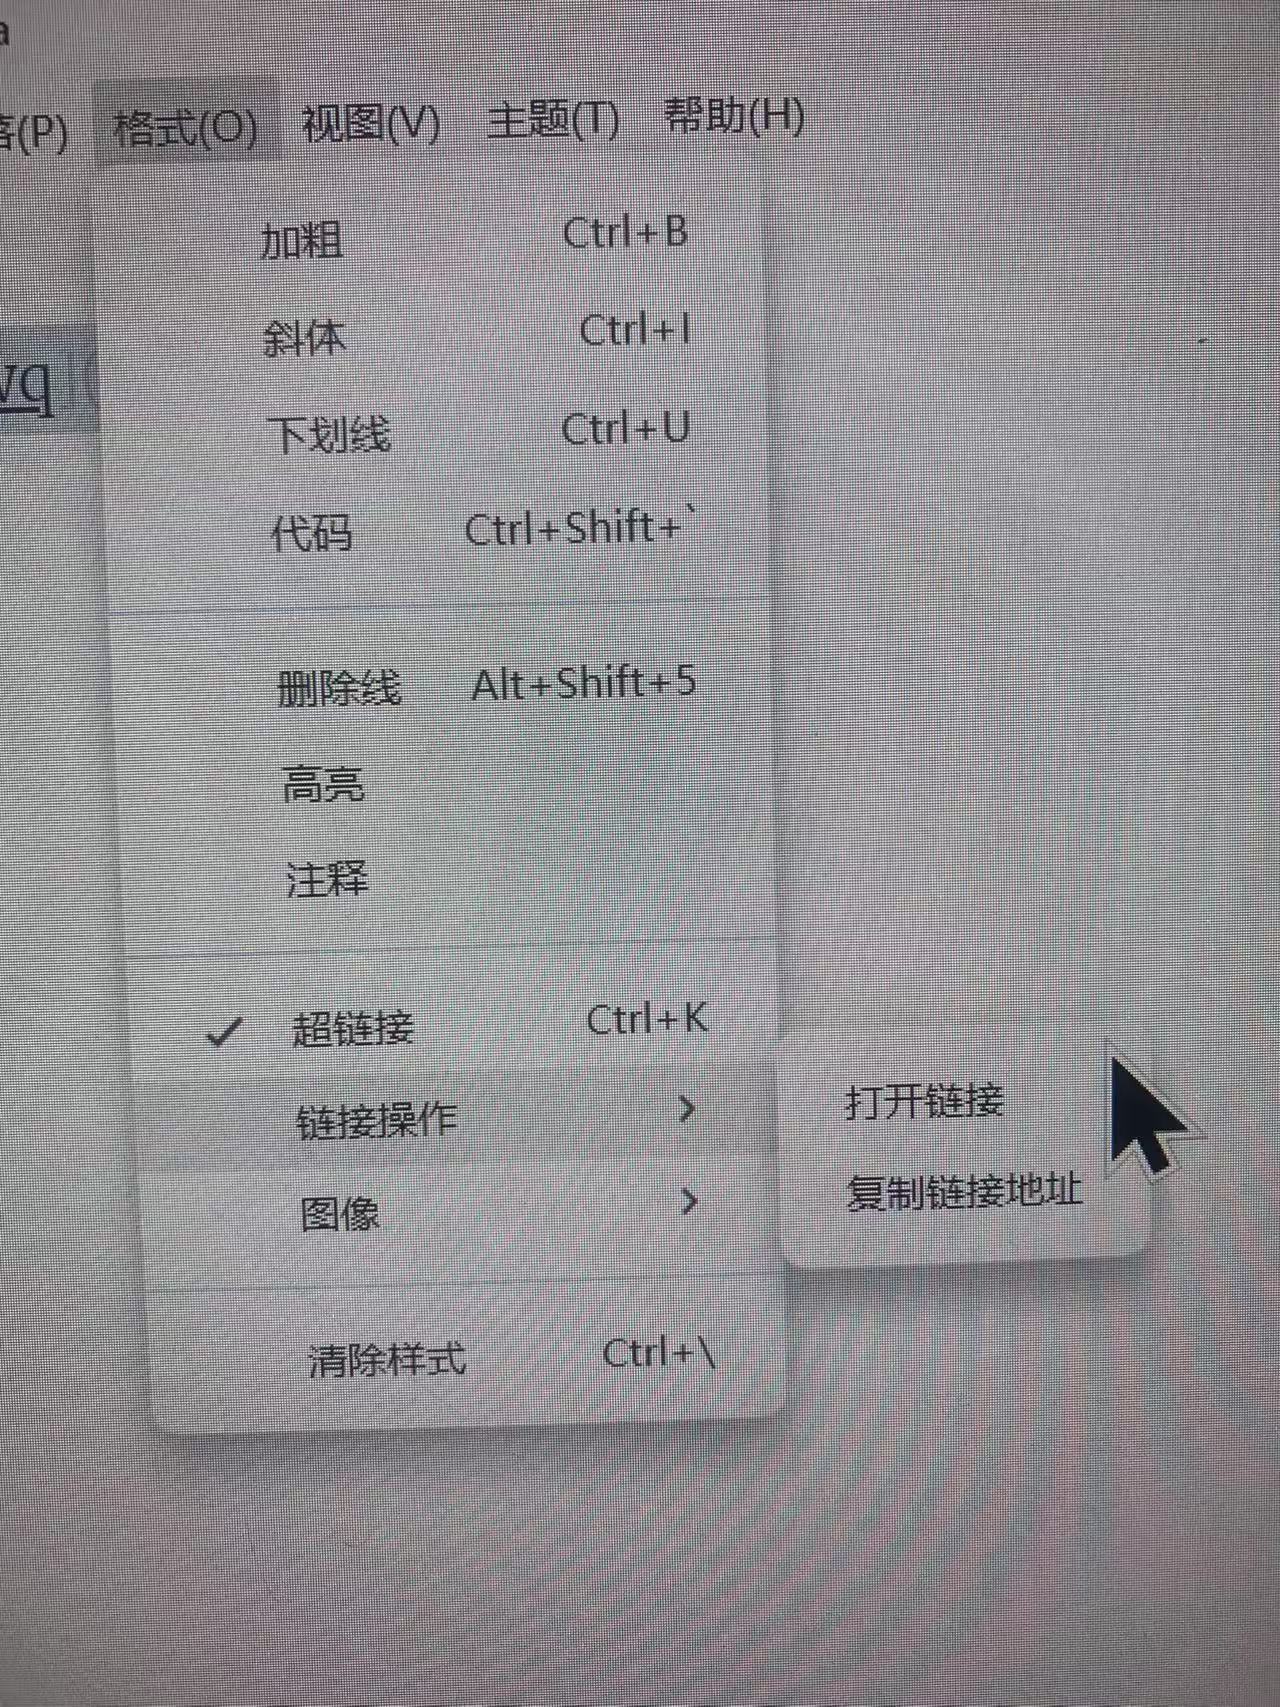 格式(O) 视图(V) 主题(T) 帮助(H)
加粗 Ctrl+B
斜体 Ctrl+I
下划线 Ctrl+U
代码 Ctrl+Shift+`
删除线 Alt+Shift+5
高亮
注释
超链接 Ctrl+K
链接操作
打开链接
复制链接地址
图像
清除样式 Ctrl+\